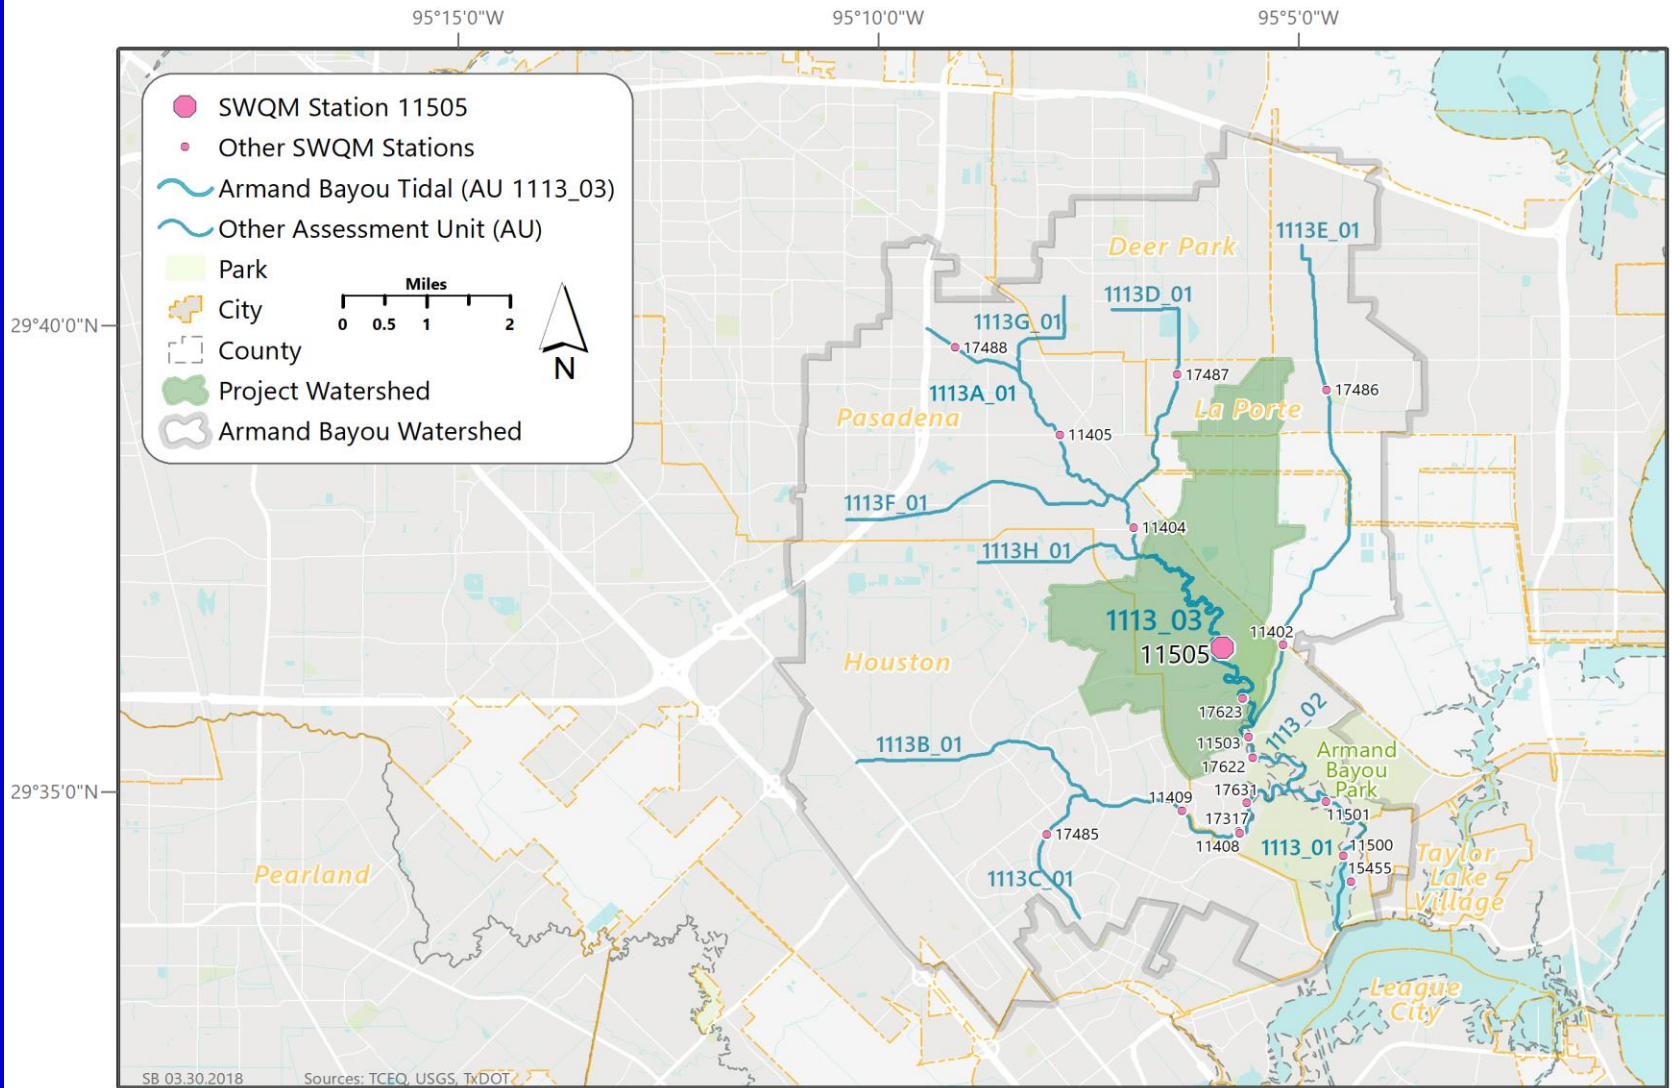 95°15'0"W
95°10'0"W
95°5'0"W
SWQM Station 11505
Other SWQM Stations
Armand Bayou Tidal (AU 1113_03)
Other Assessment Unit (AU)
Park
City
County
Project Watershed
Armand Bayou Watershed
Miles
0 0.5 1 2
N
29°40'0"N
29°35'0"N
1113E_01
Deer Park
1113D_01
1113G_01
17488
17487
17486
1113A_01
La Porte
Pasadena
11405
1113F_01
11404
1113H_01
1113_03
11402
11505
Houston
17623
1113_02
11503
1113B_01
17622
Armand
Bayou
Park
17631
11409
17317
11501
17485
11408
1113_01
11500
15455
1113C_01
Taylor
Lake
Village
Pearland
League
City
SB 03.30.2018
Sources: TCEQ, USGS, TxDOT